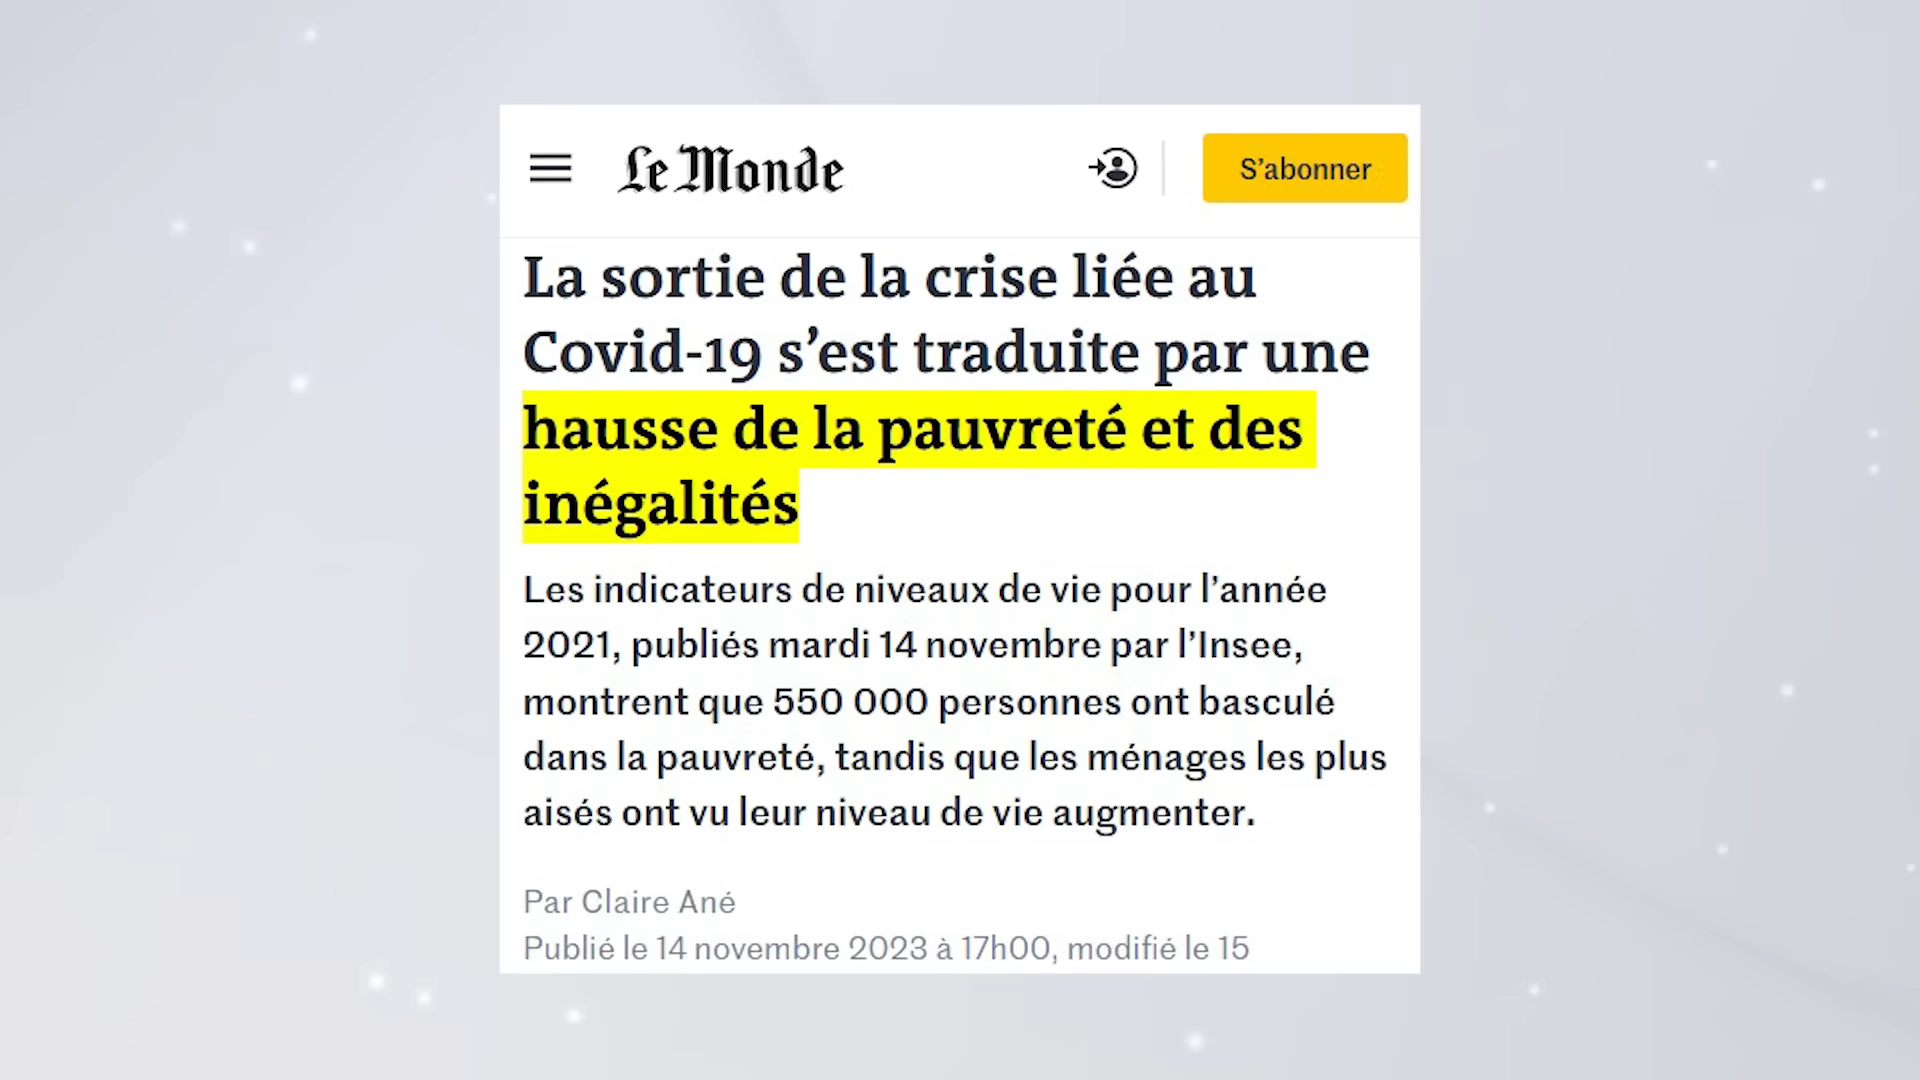 Le Monde
S’abonner
La sortie de la crise liée au
Covid-19 s’est traduite par une
hausse de la pauvreté et des
inégalités
Les indicateurs de niveaux de vie pour l’année
2021, publiés mardi 14 novembre par l’Insee,
montrent que 550 000 personnes ont basculé
dans la pauvreté, tandis que les ménages les plus
aisés ont vu leur niveau de vie augmenter.
Par Claire Ané
Publié le 14 novembre 2023 à 17h00, modifié le 15